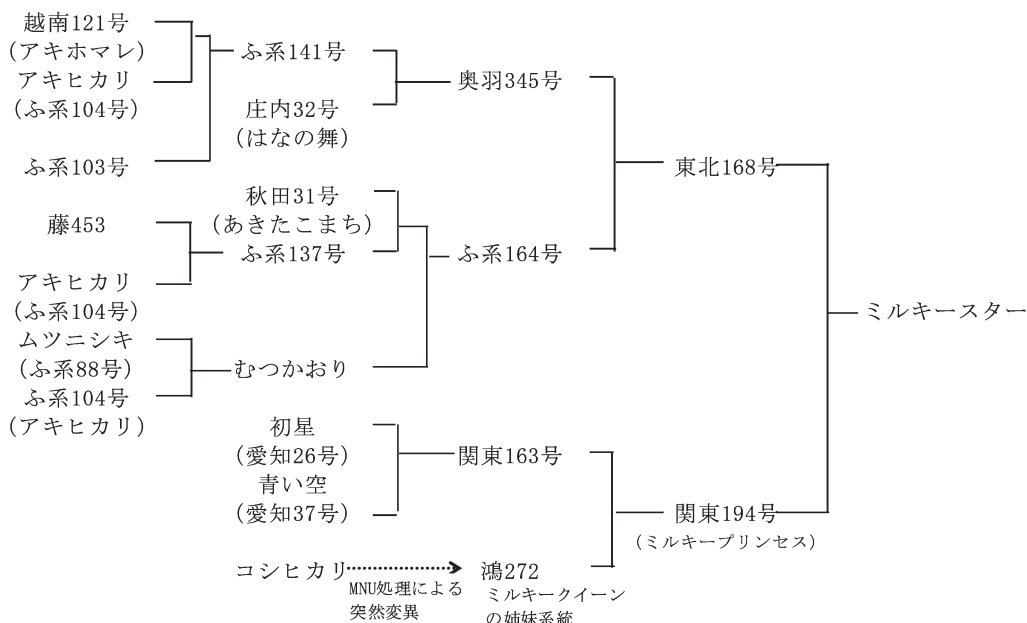 越南121号
(アキホマレ)
アキヒカリ
(ふ系104号)
ふ系103号
藤453
アキヒカリ
(ふ系104号)
ムツニシキ
(ふ系88号)
ふ系104号
(アキヒカリ)
ふ系141号
庄内32号
(はなの舞)
秋田31号
(あきたこまち)
ふ系137号
むつかおり
初星
(愛知26号)
青い空
(愛知37号)
コシヒカリ
MNU処理による
突然変異
奥羽345号
ふ系164号
関東163号
鴻272
ミルキークイーン
の姉妹系統
東北168号
関東194号
(ミルキープリンセス)
ミルキースター